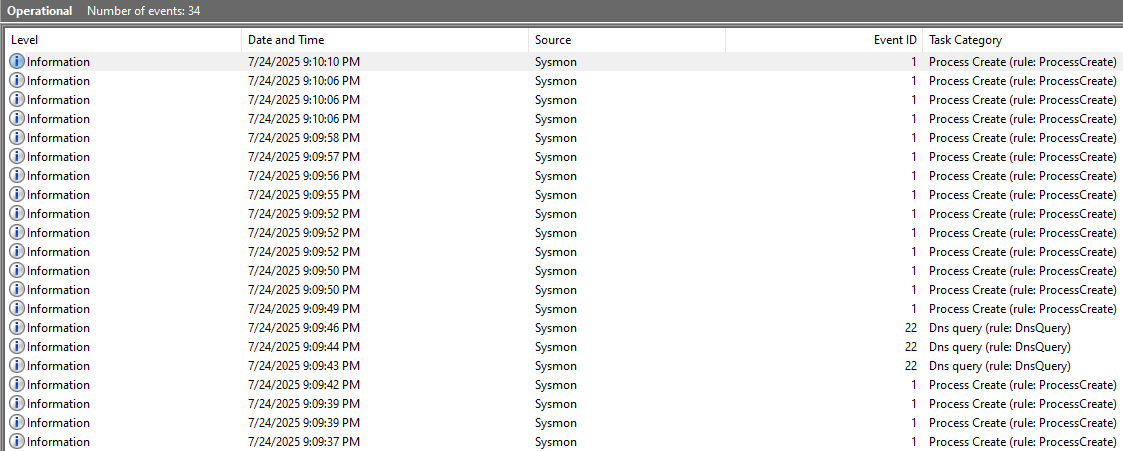 Operational Number of events: 34
Level Date and Time Source Event ID Task Category
Information 7/24/2025 9:10:10 PM Sysmon 1 Process Create (rule: ProcessCreate)
Information 7/24/2025 9:10:06 PM Sysmon 1 Process Create (rule: ProcessCreate)
Information 7/24/2025 9:10:06 PM Sysmon 1 Process Create (rule: ProcessCreate)
Information 7/24/2025 9:10:06 PM Sysmon 1 Process Create (rule: ProcessCreate)
Information 7/24/2025 9:09:58 PM Sysmon 1 Process Create (rule: ProcessCreate)
Information 7/24/2025 9:09:57 PM Sysmon 1 Process Create (rule: ProcessCreate)
Information 7/24/2025 9:09:56 PM Sysmon 1 Process Create (rule: ProcessCreate)
Information 7/24/2025 9:09:55 PM Sysmon 1 Process Create (rule: ProcessCreate)
Information 7/24/2025 9:09:52 PM Sysmon 1 Process Create (rule: ProcessCreate)
Information 7/24/2025 9:09:52 PM Sysmon 1 Process Create (rule: ProcessCreate)
Information 7/24/2025 9:09:52 PM Sysmon 1 Process Create (rule: ProcessCreate)
Information 7/24/2025 9:09:50 PM Sysmon 1 Process Create (rule: ProcessCreate)
Information 7/24/2025 9:09:50 PM Sysmon 1 Process Create (rule: ProcessCreate)
Information 7/24/2025 9:09:49 PM Sysmon 1 Process Create (rule: ProcessCreate)
Information 7/24/2025 9:09:46 PM Sysmon 22 Dns query (rule: DnsQuery)
Information 7/24/2025 9:09:44 PM Sysmon 22 Dns query (rule: DnsQuery)
Information 7/24/2025 9:09:43 PM Sysmon 22 Dns query (rule: DnsQuery)
Information 7/24/2025 9:09:42 PM Sysmon 1 Process Create (rule: ProcessCreate)
Information 7/24/2025 9:09:39 PM Sysmon 1 Process Create (rule: ProcessCreate)
Information 7/24/2025 9:09:39 PM Sysmon 1 Process Create (rule: ProcessCreate)
Information 7/24/2025 9:09:37 PM Sysmon 1 Process Create (rule: ProcessCreate)